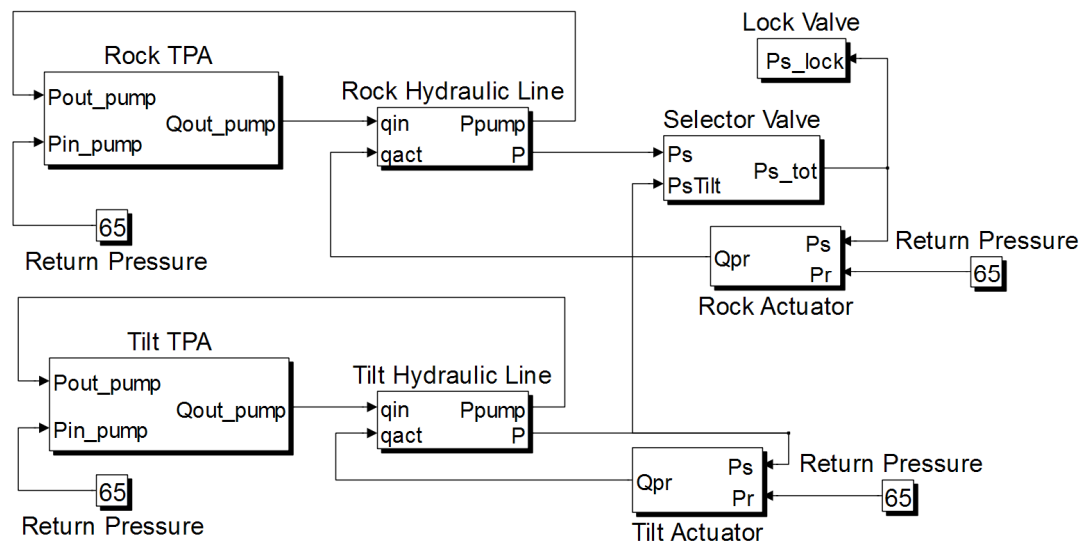 Lock Valve
Ps_lock
Rock TPA
Pout_pump
Pin_pump
Qout_pump
Rock Hydraulic Line
qin
qact
Ppump
P
Selector Valve
Ps
PsTilt
Ps_tot
65
Return Pressure
Qpr
Ps
Pr
Rock Actuator
Return Pressure
65
Tilt TPA
Pout_pump
Pin_pump
Qout_pump
Tilt Hydraulic Line
qin
qact
Ppump
P
65
Return Pressure
Qpr
Ps
Pr
Tilt Actuator
Return Pressure
65